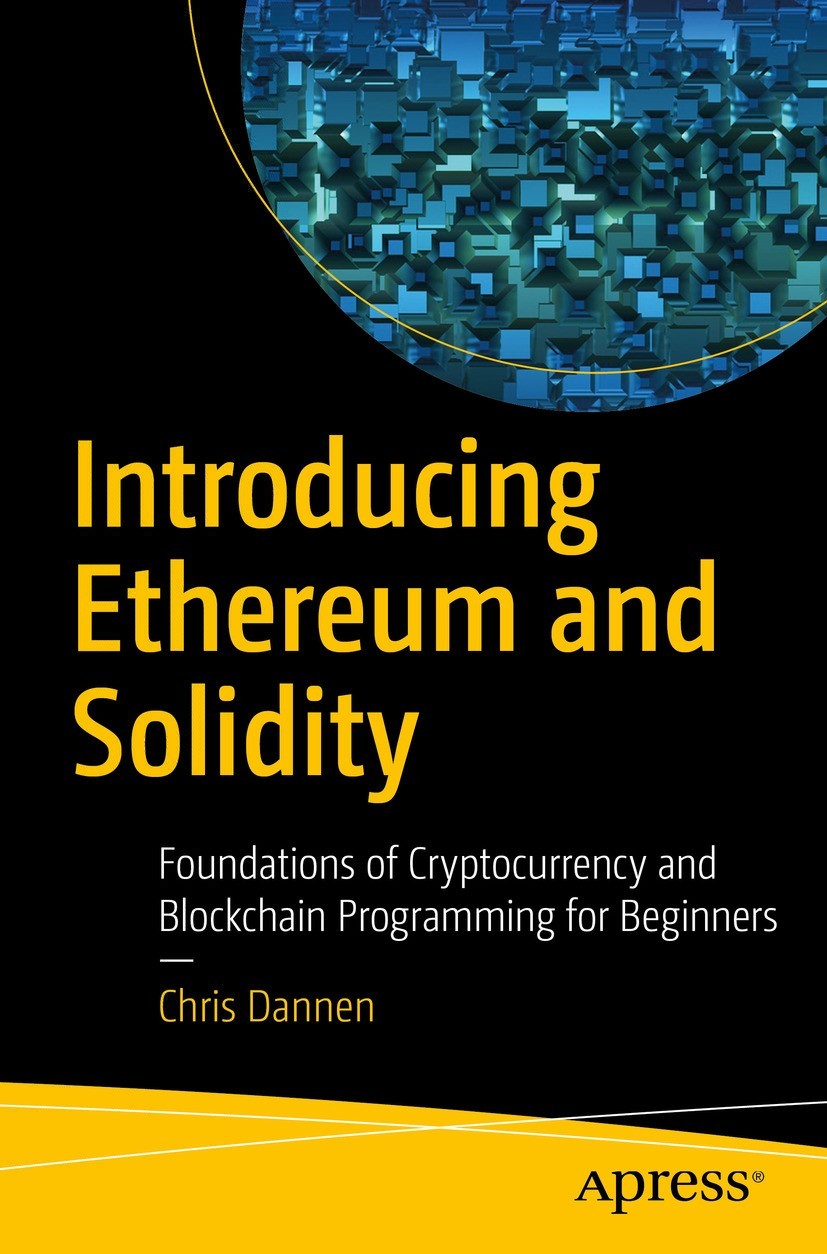 Introducing
Ethereum and
Solidity
Foundations of Cryptocurrency and
Blockchain Programming for Beginners
—
Chris Dannen
Apress®